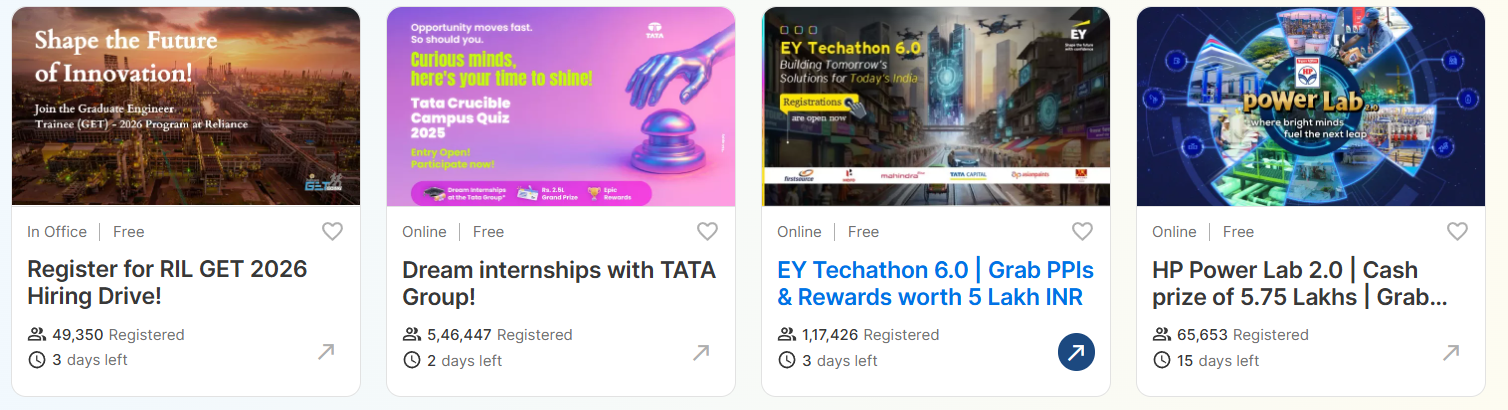 Shape the Future
of Innovation!
Join the Graduate Engineer
Trainee (GET) - 2026 Program at Reliance
GET
In Office
Free
Register for RIL GET 2026
Hiring Drive!
49,350 Registered
3 days left
Opportunity moves fast.
So should you.
TATA
Curious minds,
here's your time to shine!
Tata Crucible
Campus Quiz
2025
Entry Open!
Participate now!
Dream Internships
at the Tata Group*
Rs. 2.5L
Grand Prize
Epic
Rewards
Online
Free
Dream internships with TATA
Group!
5,46,447 Registered
2 days left
EY
Shape the future
with confidence
EY Techathon 6.0
Building Tomorrow's
Solutions for Today's India
Registrations
are open now
firstsource
HERO
mahindra
TATA CAPITAL
asianpaints
Online
Free
EY Techathon 6.0 | Grab PPIs
& Rewards worth 5 Lakh INR
1,17,426 Registered
3 days left
HP
poWer Lab 2.0
where bright minds
fuel the next leap
Online
Free
HP Power Lab 2.0 | Cash
prize of 5.75 Lakhs | Grab...
65,653 Registered
15 days left